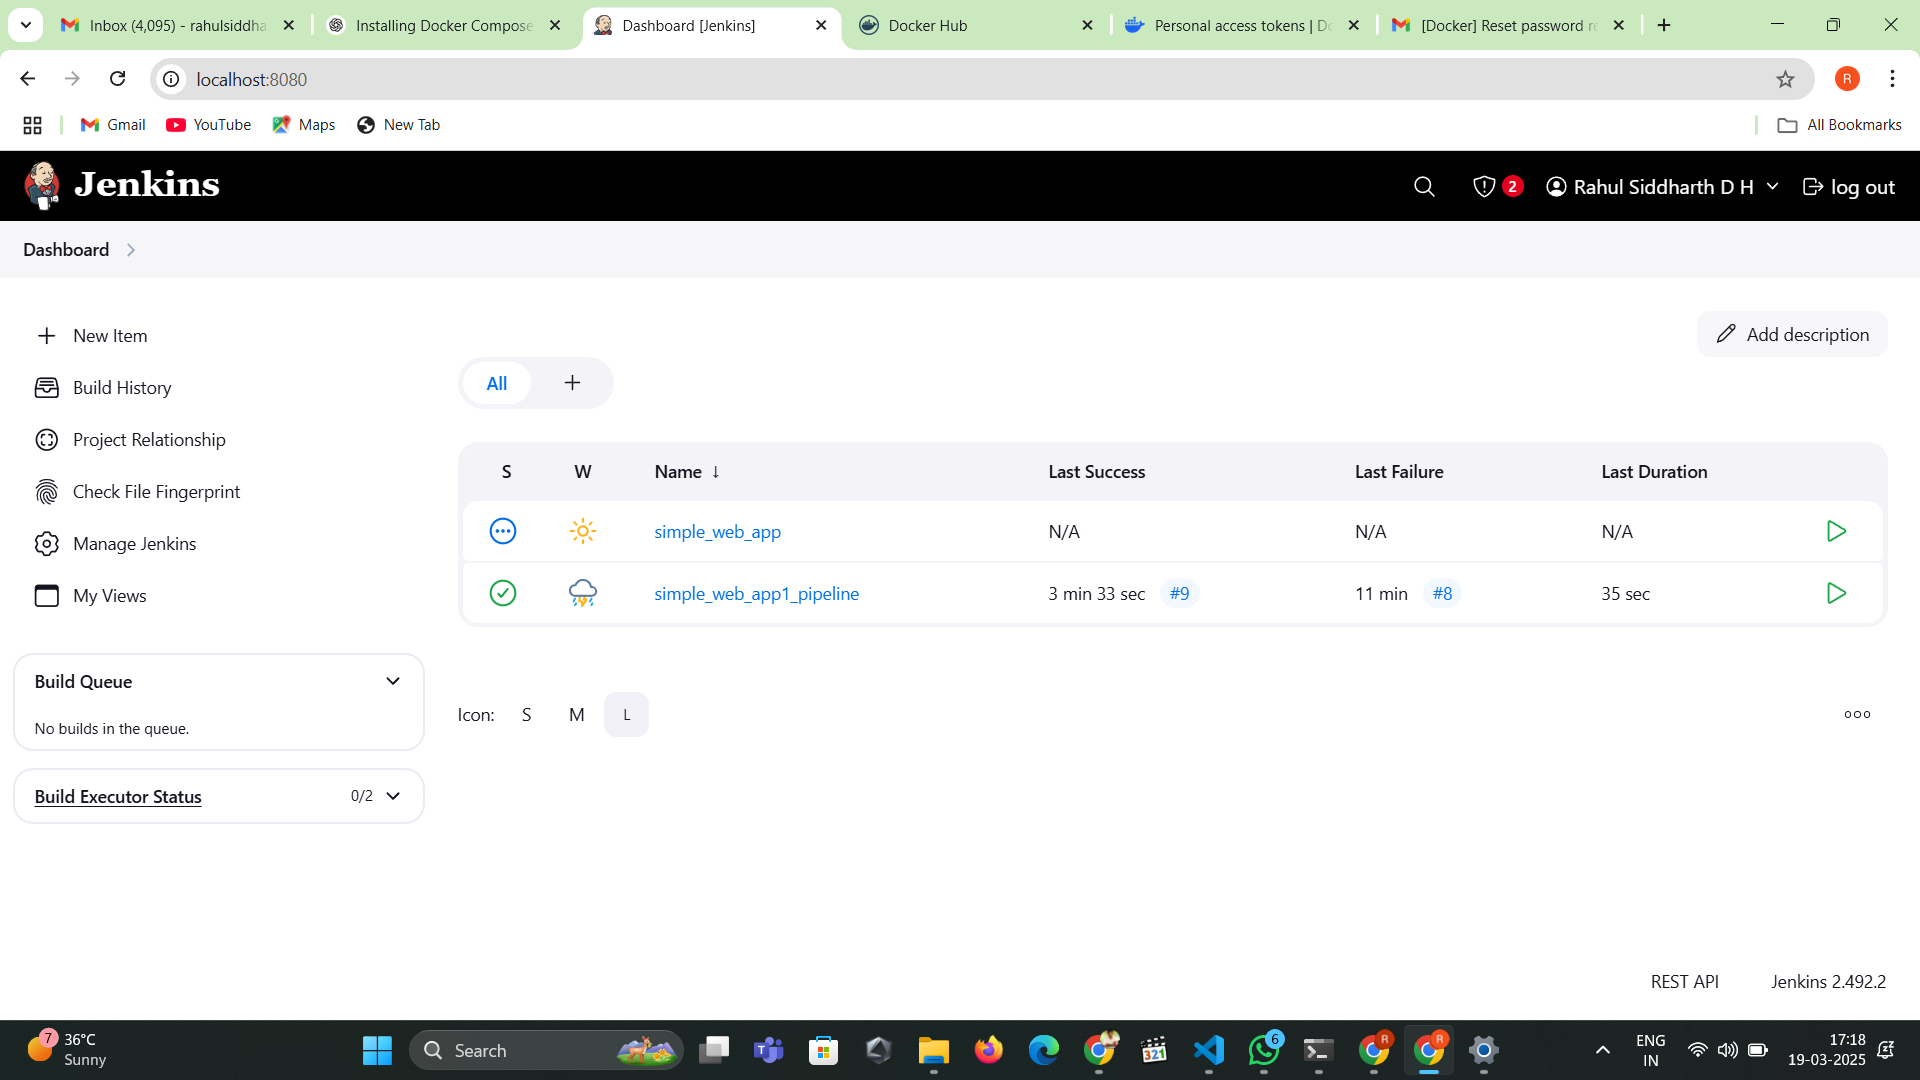 Inbox (4,095) - rahulsiddha
Installing Docker Compose
Dashboard [Jenkins]
Docker Hub
Personal access tokens | Do
[Docker] Reset password re
localhost:8080
R
Gmail
YouTube
Maps
New Tab
All Bookmarks
Jenkins
2
Rahul Siddharth D H
log out
Dashboard
New Item
Build History
Project Relationship
Check File Fingerprint
Manage Jenkins
My Views
Add description
All
S W Name ↓ Last Success Last Failure Last Duration
simple_web_app N/A N/A N/A
simple_web_app1_pipeline 3 min 33 sec #9 11 min #8 35 sec
Build Queue
No builds in the queue.
Build Executor Status 0/2
Icon: S M L
REST API Jenkins 2.492.2
7
36°C
Sunny
Search
321
6
R
R
ENG
IN
17:18
19-03-2025